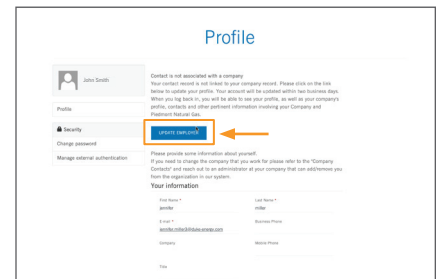 Profile
John Smith
Profile
Security
Change password
Manage external authentication
Contact is not associated with a company
Your contact record is not linked to your company record. Please click on the link
below to update your profile. Your account will be updated within two business days.
When you log back in, you will be able to see your profile, as well as your company's
profile, contacts and other pertinent information involving your Company and
Piedmont Natural Gas.
UPDATE EMPLOYER
Please provide some information about yourself.
If you need to change the company that you work for please refer to the "Company
Contacts" and reach out to an administrator at your company that can add/remove you
from the organization in our system.
Your information
First Name * Last Name *
jennifer miller
E-mail * Business Phone
Company Mobile Phone
Title